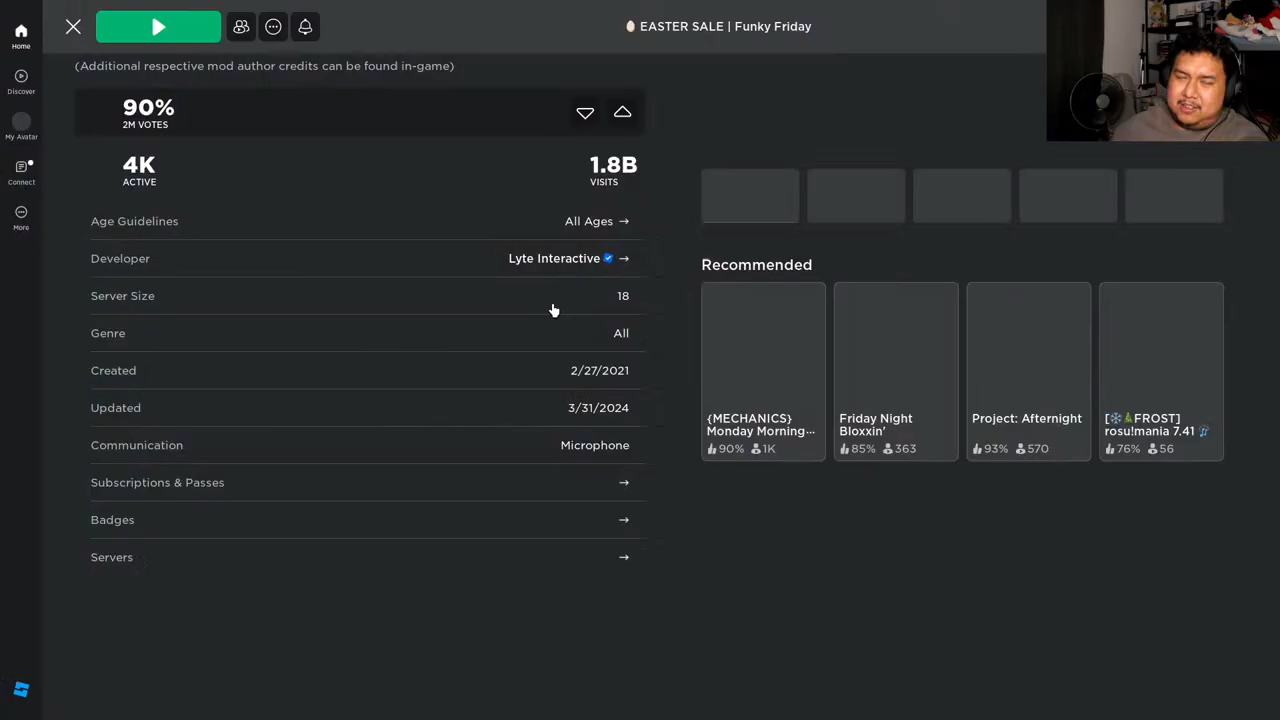 EASTER SALE | Funky Friday
Home
Discover
My Avatar
Connect
More
(Additional respective mod author credits can be found in-game)
90%
2M VOTES
4K
ACTIVE
1.8B
VISITS
Age Guidelines All Ages →
Developer Lyte Interactive →
Server Size 18
Genre All
Created 2/27/2021
Updated 3/31/2024
Communication Microphone
Subscriptions & Passes →
Badges →
Servers →
Recommended
{MECHANICS}
Monday Morning...
90% 1K
Friday Night
Bloxxin'
85% 363
Project: Afternight
93% 570
[❄️🎄FROST]
rosu!mania 7.41
76% 56